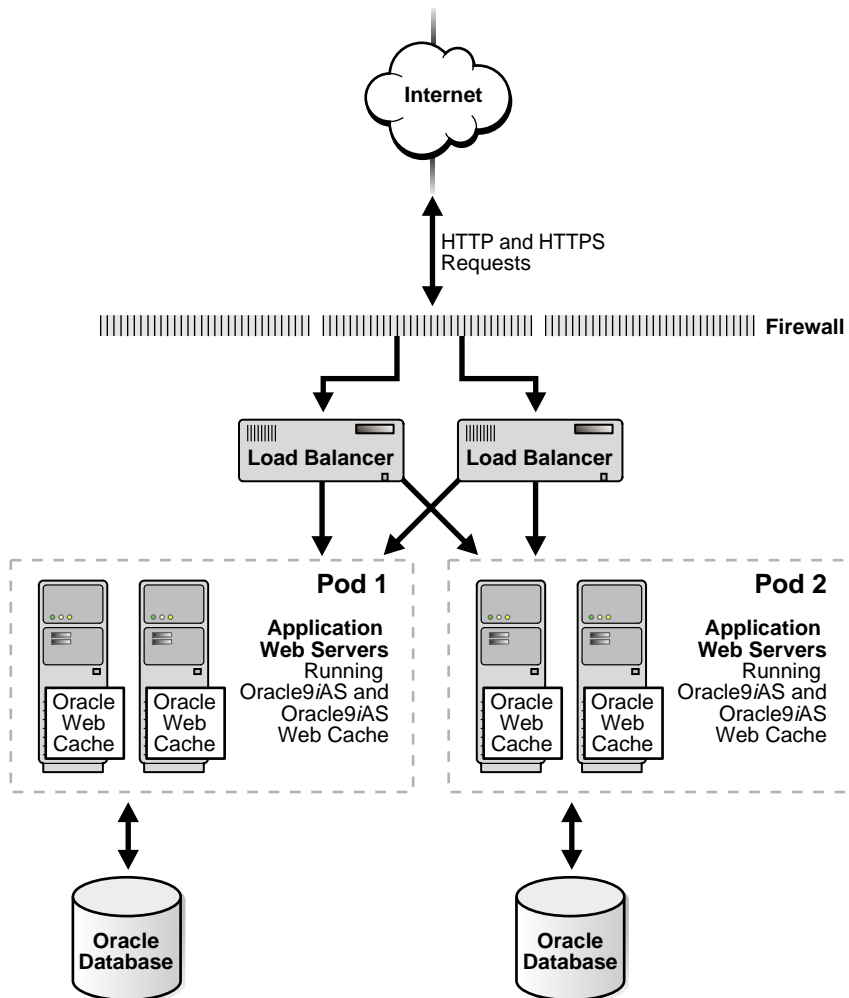 Internet
HTTP and HTTPS
Requests
Firewall
Load Balancer
Load Balancer
Pod 1
Application
Web Servers
Running
Oracle9iAS and
Oracle9iAS
Web Cache
Oracle
Web
Cache
Oracle
Web
Cache
Pod 2
Application
Web Servers
Running
Oracle9iAS and
Oracle9iAS
Web Cache
Oracle
Web
Cache
Oracle
Web
Cache
Oracle
Database
Oracle
Database